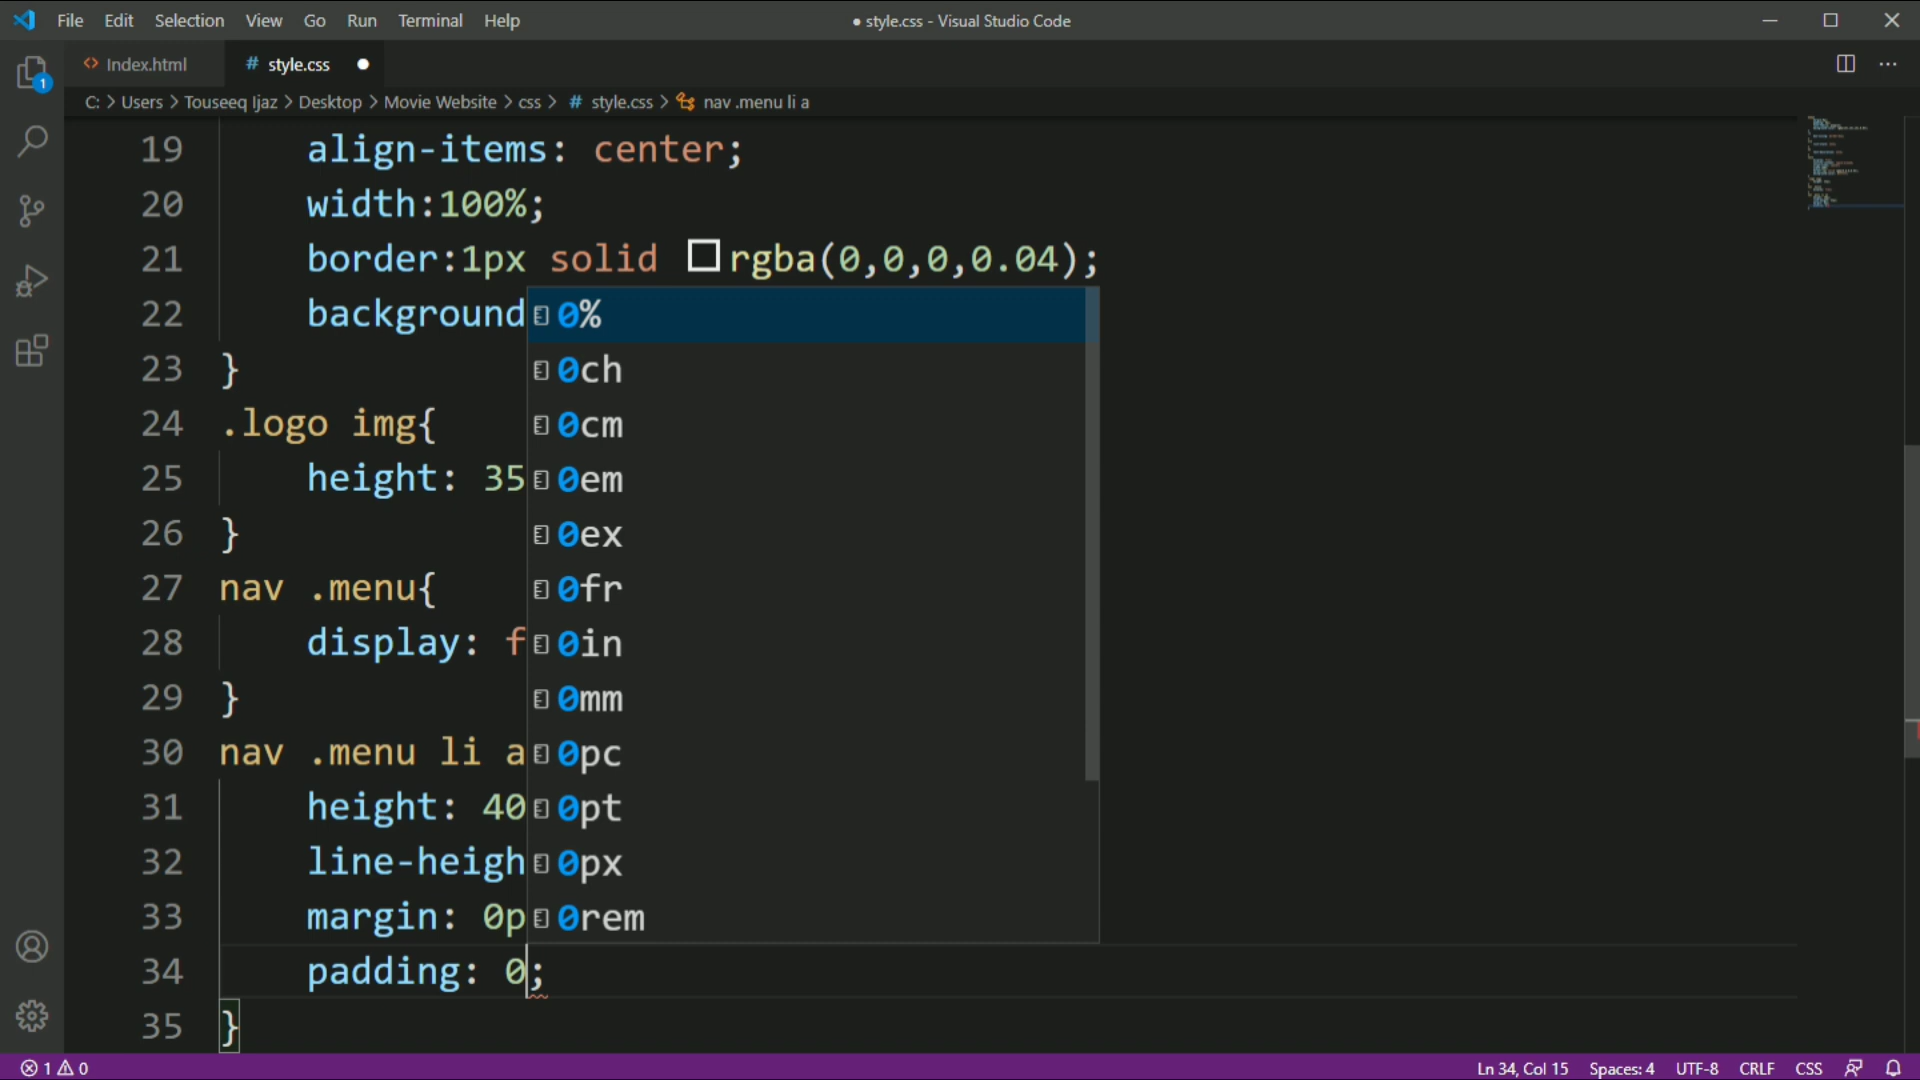 File Edit Selection View Go Run Terminal Help ● style.css - Visual Studio Code
1 <> Index.html # style.css ●
C: > Users > Touseeq Ijaz > Desktop > Movie Website > css > # style.css > nav .menu li a
19 align-items: center;
20 width:100%;
21 border:1px solid rgba(0,0,0,0.04);
22 background 0%
23 } 0ch
24 .logo img{ 0cm
25 height: 35 0em
26 } 0ex
27 nav .menu{ 0fr
28 display: f 0in
29 } 0mm
30 nav .menu li a 0pc
31 height: 40 0pt
32 line-heigh 0px
33 margin: 0p 0rem
34 padding: 0;
35 }
1 0 Ln 34, Col 15 Spaces: 4 UTF-8 CRLF CSS